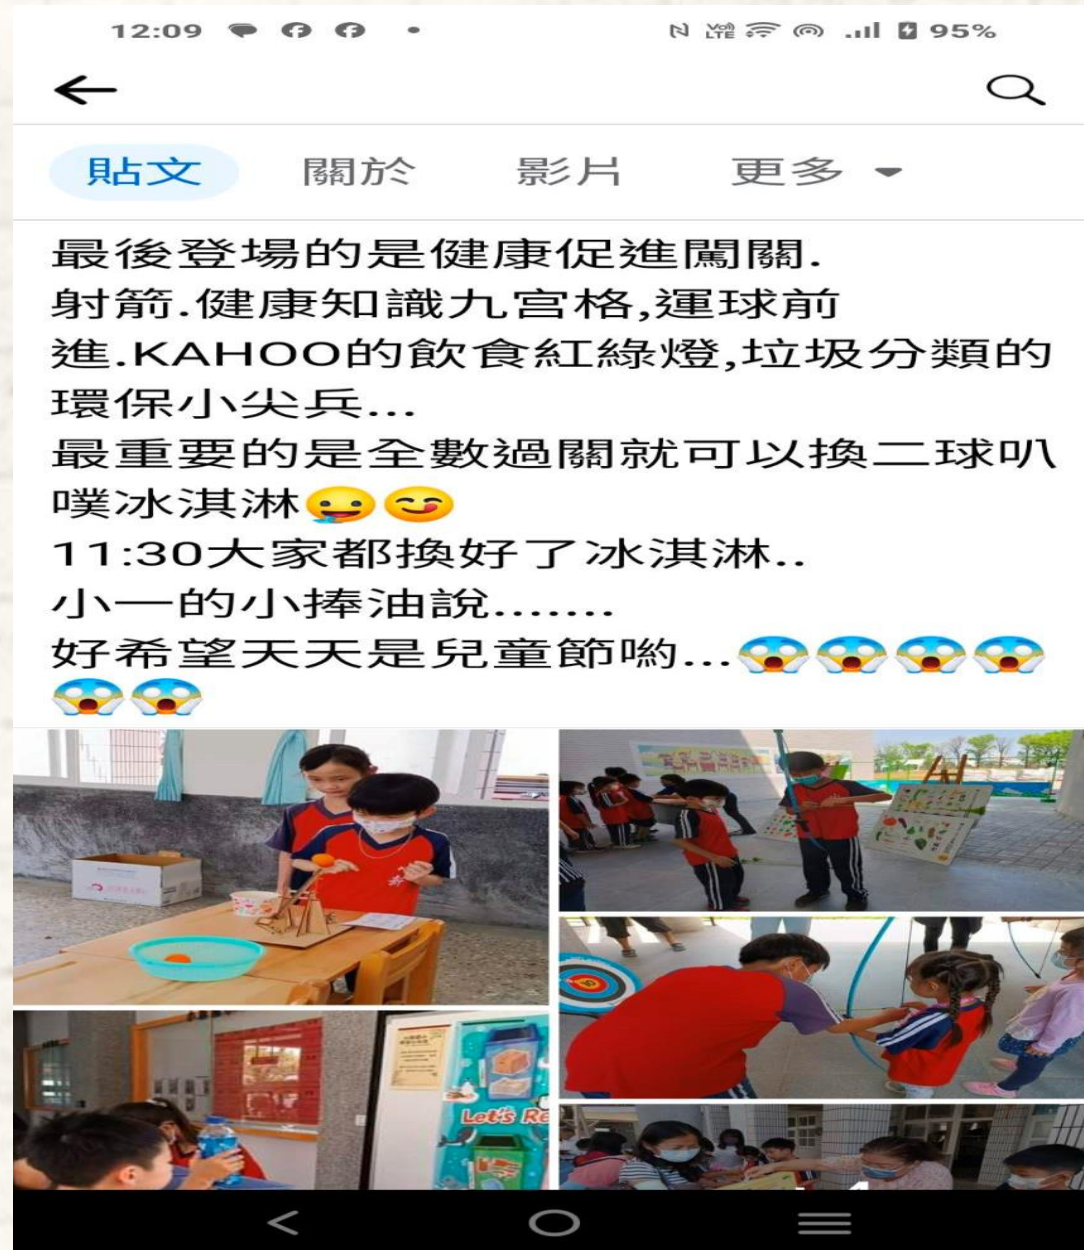 12:09
95%
貼文 關於 影片 更多
最後登場的是健康促進闖關.
射箭.健康知識九宮格,運球前
進.KAHOO的飲食紅綠燈,垃圾分類的
環保小尖兵...
最重要的是全數過關就可以換二球叭
噗冰淇淋🤤😋
11:30大家都換好了冰淇淋..
小一的小捧油說.......
好希望天天是兒童節喲...😱😱😱😱
😱😱
Let's Re